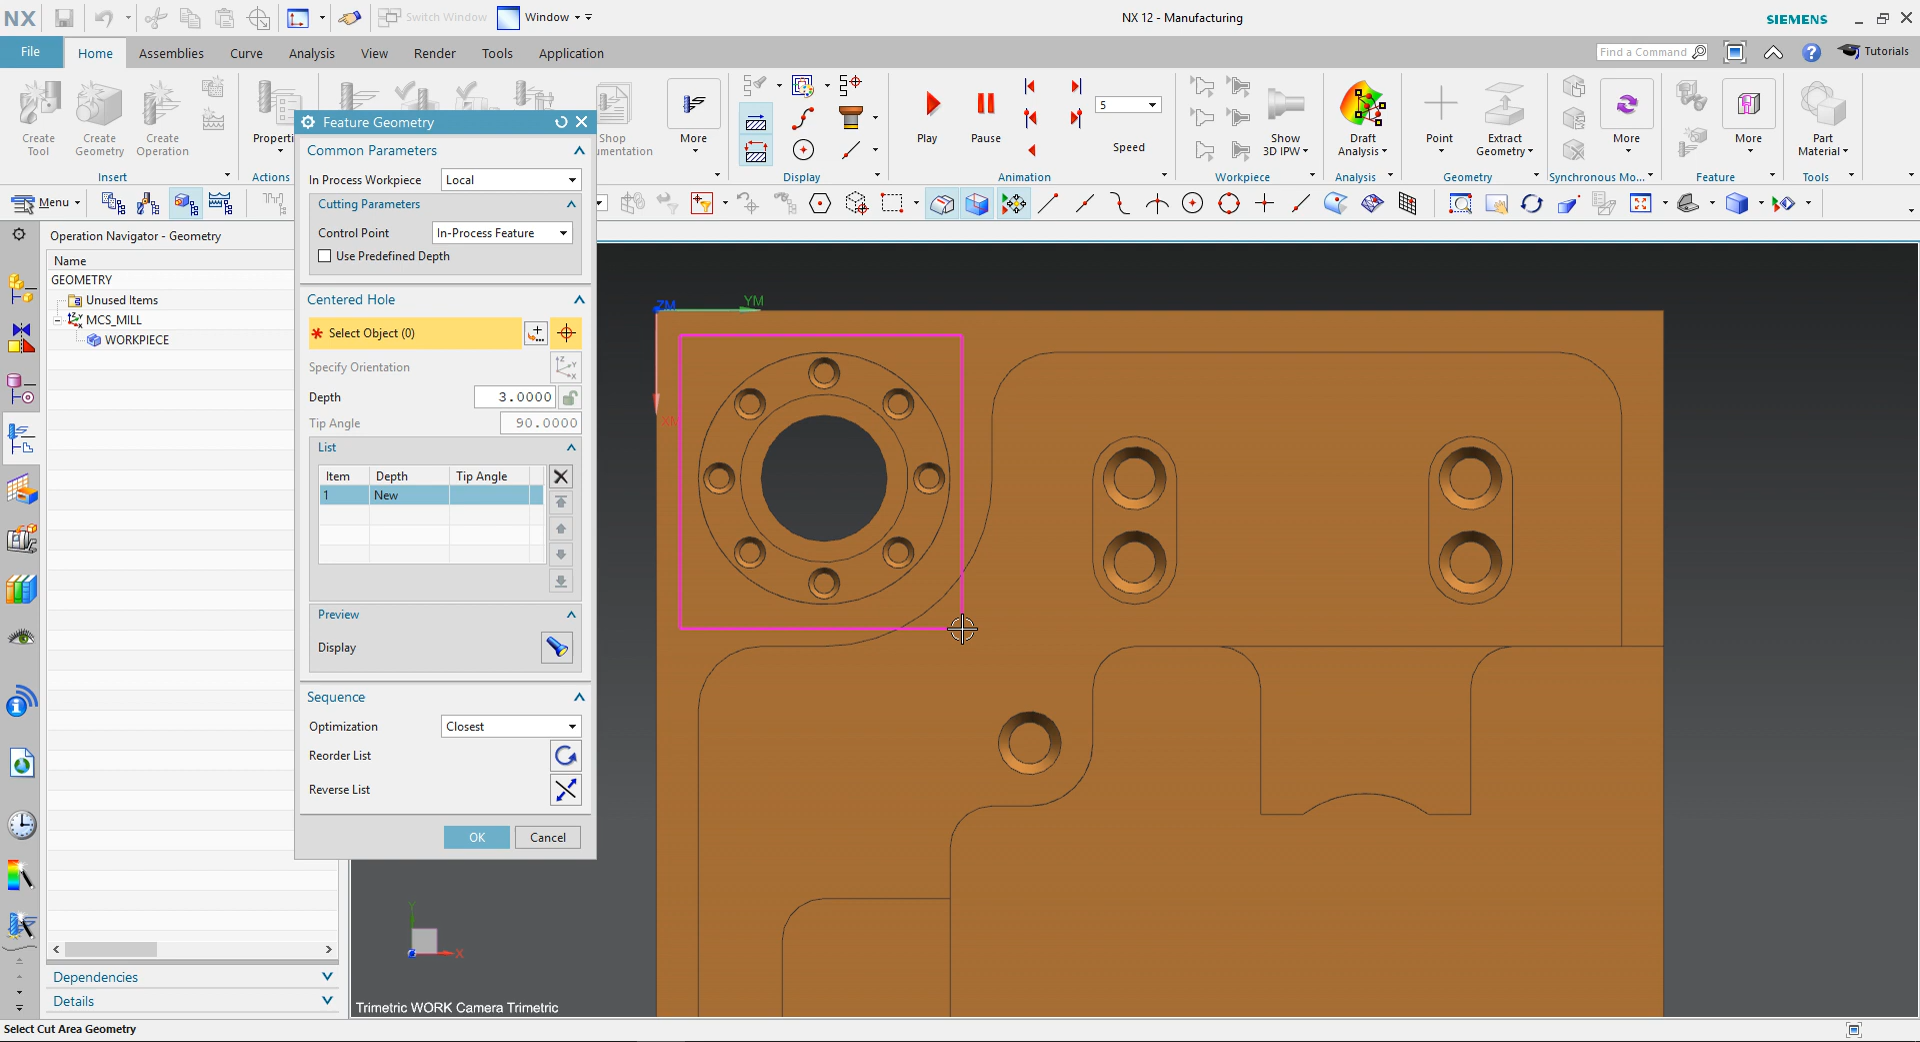 NX
Switch Window
Window
NX 12 - Manufacturing
SIEMENS
File
Home
Assemblies
Curve
Analysis
View
Render
Tools
Application
Find a Command
Tutorials
Create Tool
Create Geometry
Create Operation
Insert
Properti
Actions
Shop
umentation
More
Display
Play
Pause
5
Speed
Animation
Show 3D IPW
Workpiece
Draft Analysis
Analysis
Point
Extract Geometry
Geometry
More
Synchronous Mo...
More
Feature
Part Material
Tools
Menu
Operation Navigator - Geometry
Name
GEOMETRY
Unused Items
MCS_MILL
WORKPIECE
Dependencies
Details
Feature Geometry
Common Parameters
In Process Workpiece
Local
Cutting Parameters
Control Point
In-Process Feature
Use Predefined Depth
Centered Hole
* Select Object (0)
Specify Orientation
Depth
3.0000
Tip Angle
90.0000
List
Item Depth Tip Angle
1 New
Preview
Display
Sequence
Optimization
Closest
Reorder List
Reverse List
OK
Cancel
ZM
YM
XM
Y
X
Trimetric WORK Camera Trimetric
Select Cut Area Geometry